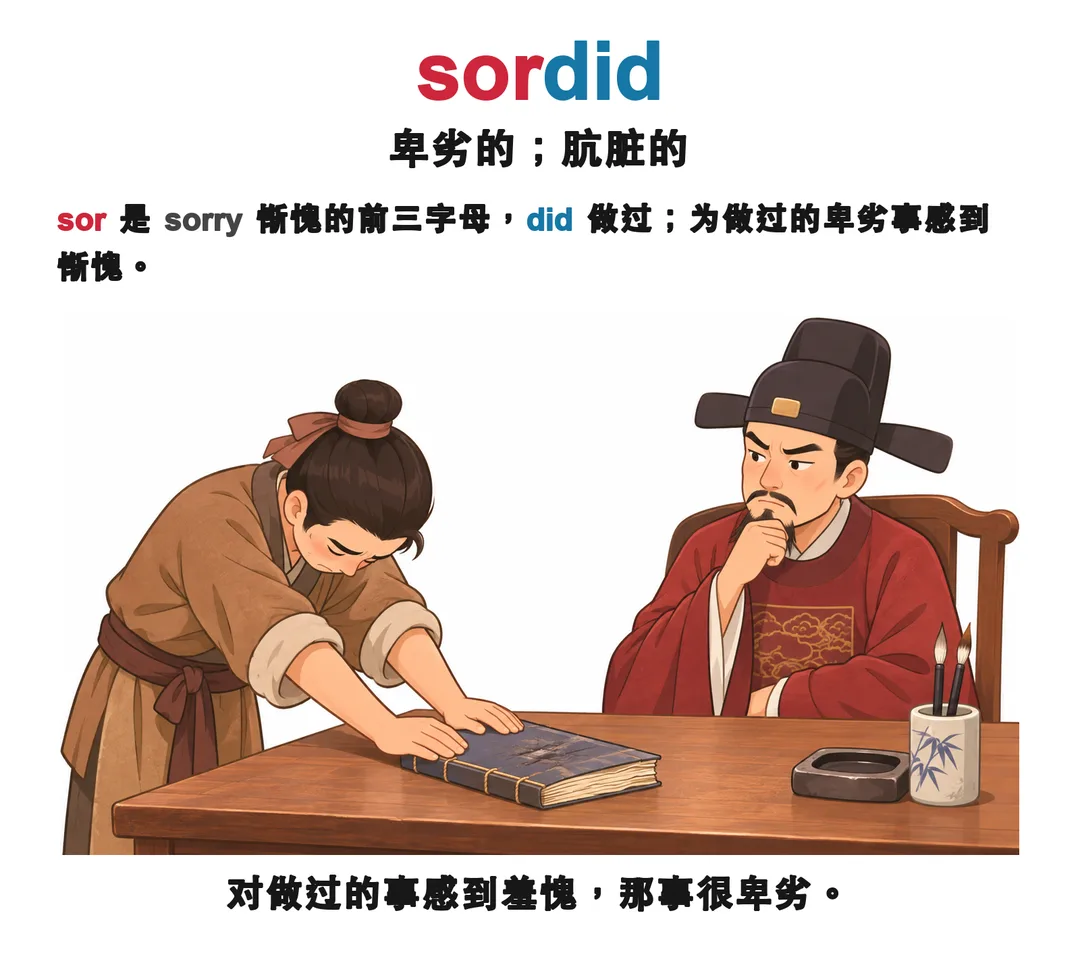 sordid
卑劣的；肮脏的
sor 是 sorry 惭愧的前三字母，did 做过；为做过的卑劣事感到
惭愧。
对做过的事感到羞愧，那事很卑劣。